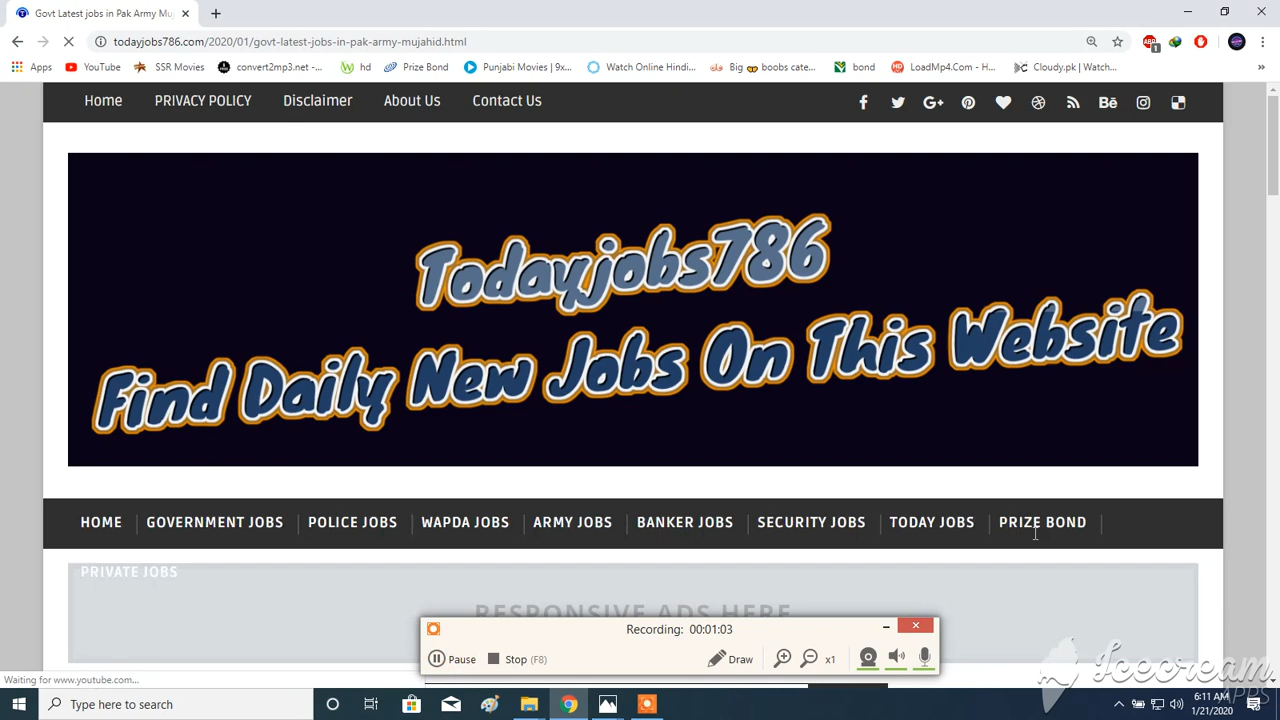 Govt Latest jobs in Pak Army Mu
todayjobs786.com/2020/01/govt-latest-jobs-in-pak-army-mujahid.html
ABP
1
Apps YouTube SSR Movies convert2mp3.net -... hd Prize Bond Punjabi Movies | 9x... Watch Online Hindi... Big boobs cate... bond LoadMp4.Com - H... Cloudy.pk | Watch... »
Home PRIVACY POLICY Disclaimer About Us Contact Us
Todayjobs786
Find Daily New Jobs On This Website
HOME GOVERNMENT JOBS POLICE JOBS WAPDA JOBS ARMY JOBS BANKER JOBS SECURITY JOBS TODAY JOBS PRIZE BOND
PRIVATE JOBS
RESPONSIVE ADS HERE
Recording: 00:01:03
Pause Stop (F8) Draw x1
Icecream
APPS
Waiting for www.youtube.com...
Type here to search
6:11 AM
1/21/2020